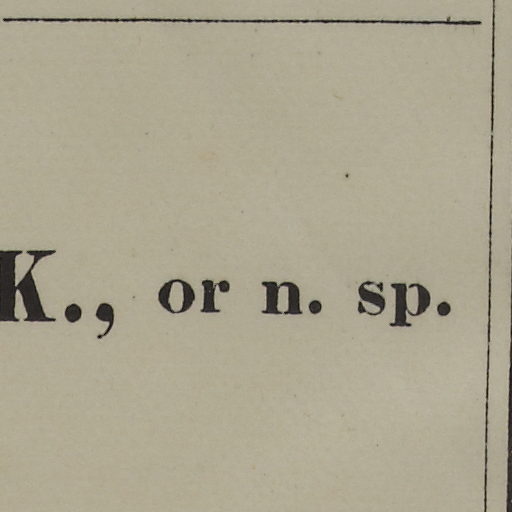 K., or n. sp.